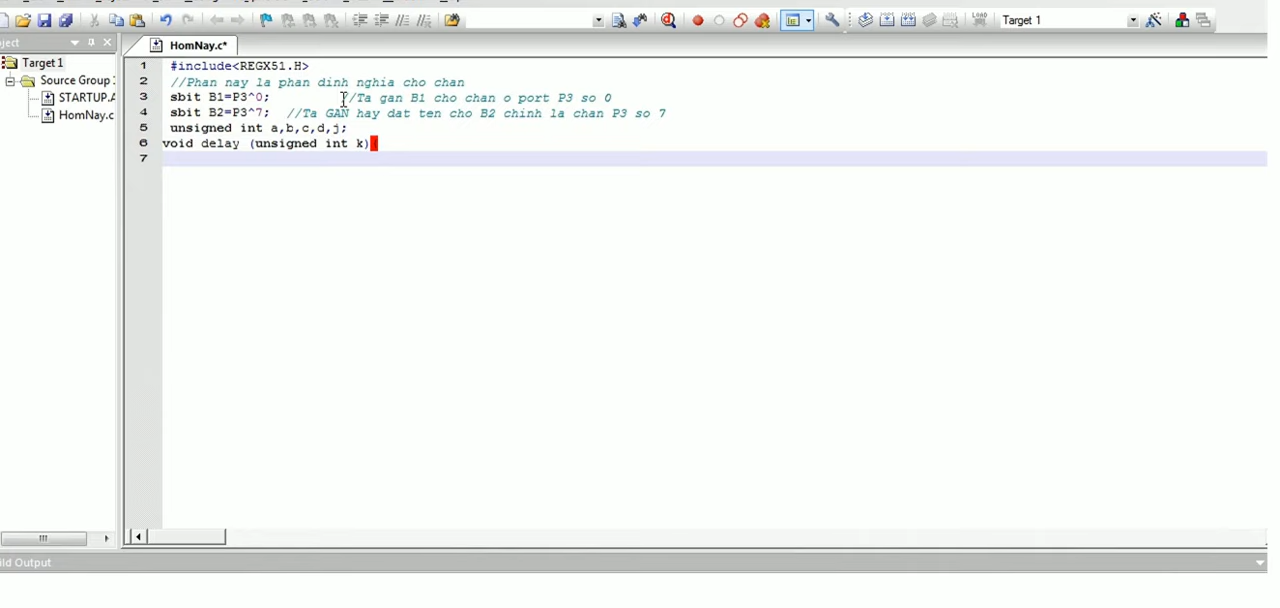 Target 1
oject
HomNay.c*
Target 1
Source Group 1
STARTUP.A
HomNay.c
1 #include<REGX51.H>
2 //Phan nay la phan dinh nghia cho chan
3 sbit B1=P3^0; //Ta gan B1 cho chan o port P3 so 0
4 sbit B2=P3^7; //Ta GAN hay dat ten cho B2 chinh la chan P3 so 7
5 unsigned int a,b,c,d,j;
6 void delay (unsigned int k){
7
ild Output